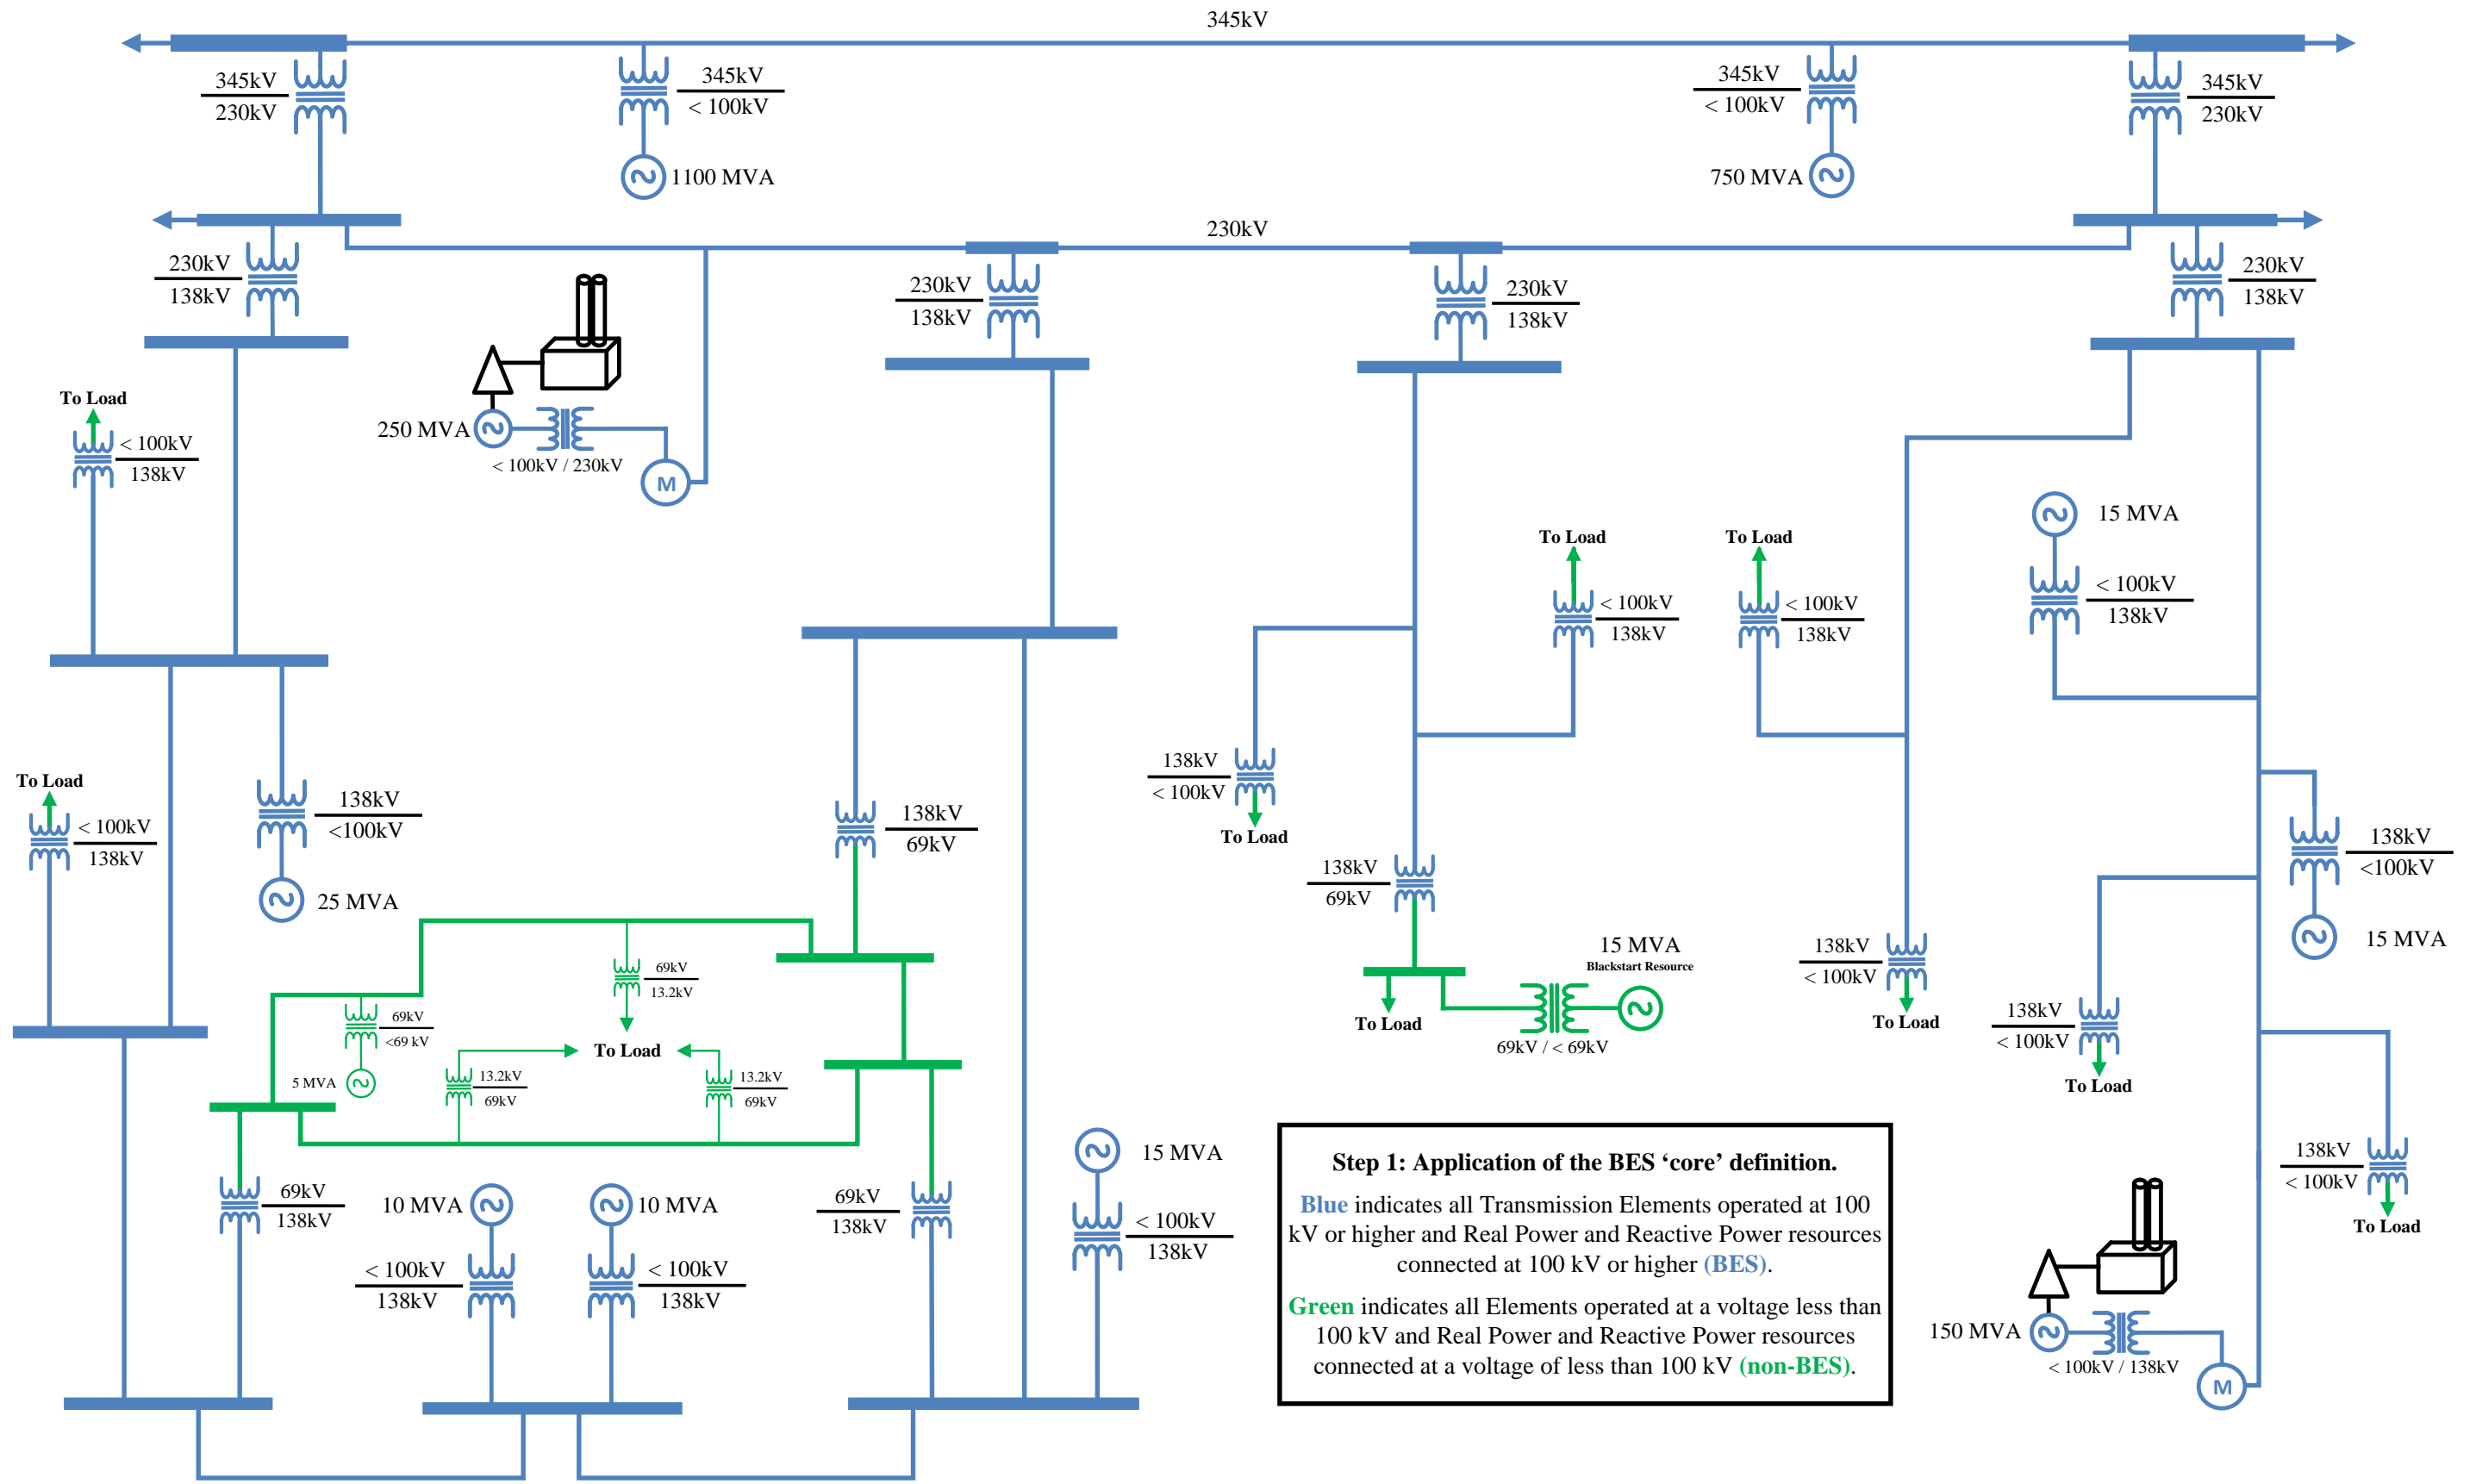 345kV
345kV
230kV
345kV
< 100kV
1100 MVA
345kV
< 100kV
750 MVA
345kV
230kV
230kV
230kV
138kV
230kV
138kV
230kV
138kV
230kV
138kV
250 MVA
< 100kV / 230kV
M
To Load
< 100kV
138kV
To Load
< 100kV
138kV
To Load
< 100kV
138kV
15 MVA
< 100kV
138kV
138kV
< 100kV
To Load
To Load
< 100kV
138kV
138kV
<100kV
25 MVA
138kV
69kV
138kV
69kV
138kV
<100kV
15 MVA
15 MVA
Blackstart Resource
69kV / < 69kV
To Load
138kV
< 100kV
To Load
138kV
< 100kV
To Load
69kV
13.2kV
To Load
69kV
<69 kV
5 MVA
13.2kV
69kV
13.2kV
69kV
69kV
138kV
10 MVA
< 100kV
138kV
10 MVA
< 100kV
138kV
69kV
138kV
15 MVA
< 100kV
138kV
138kV
< 100kV
To Load
Step 1: Application of the BES ‘core’ definition.
Blue indicates all Transmission Elements operated at 100
kV or higher and Real Power and Reactive Power resources
connected at 100 kV or higher (BES).
Green indicates all Elements operated at a voltage less than
100 kV and Real Power and Reactive Power resources
connected at a voltage of less than 100 kV (non-BES).
150 MVA
< 100kV / 138kV
M